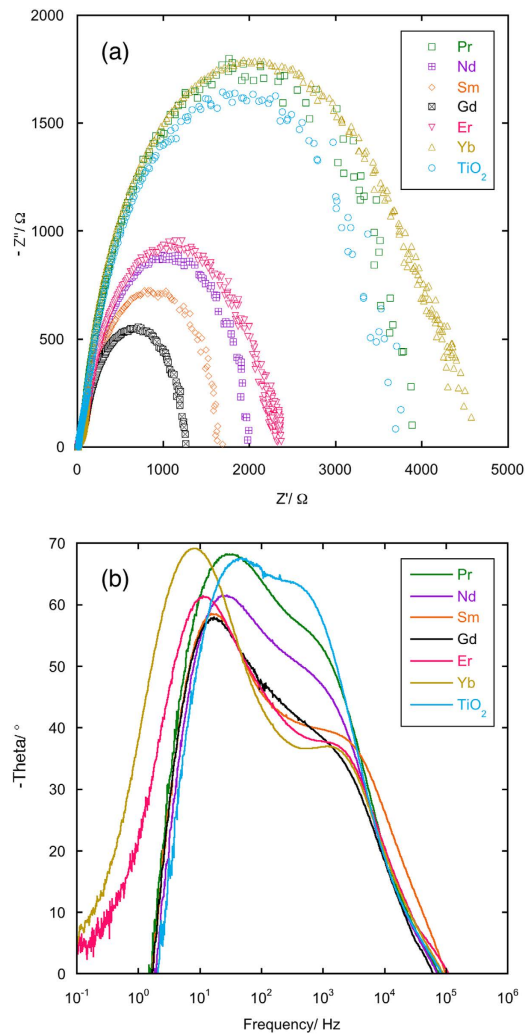 2000
(a)
Pr
Nd
Sm
Gd
Er
Yb
TiO₂
1500
1000
500
0
- Z''/ Ω
0 1000 2000 3000 4000 5000
Z'/ Ω
70
(b)
Pr
Nd
Sm
Gd
Er
Yb
TiO₂
60
50
40
30
20
10
0
-Theta/ °
10⁻¹ 10⁰ 10¹ 10² 10³ 10⁴ 10⁵ 10⁶
Frequency/ Hz